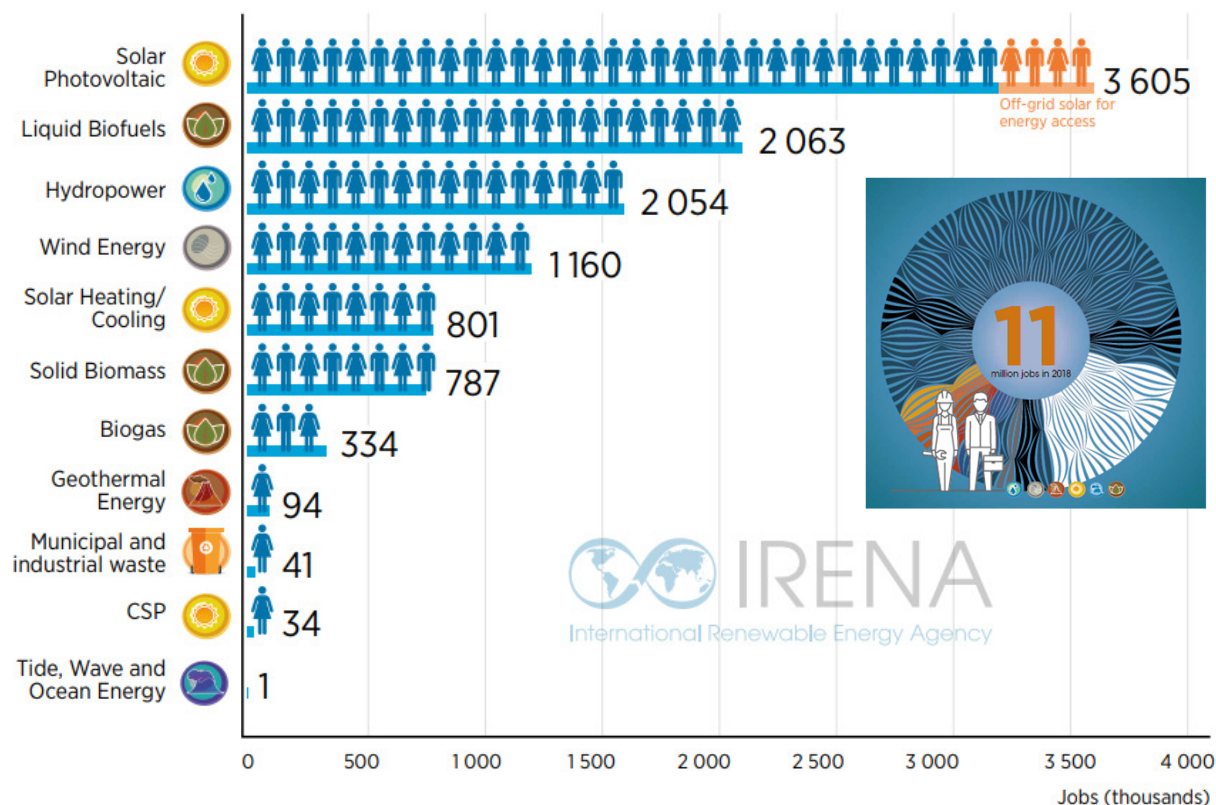 Solar
Photovoltaic
3 605
Off-grid solar for
energy access
Liquid Biofuels
2 063
Hydropower
2 054
Wind Energy
1 160
Solar Heating/
Cooling
801
Solid Biomass
787
Biogas
334
Geothermal
Energy
94
Municipal and
industrial waste
41
CSP
34
Tide, Wave and
Ocean Energy
1
11
million jobs in 2018
IRENA
International Renewable Energy Agency
0 500 1 000 1 500 2 000 2 500 3 000 3 500 4 000
Jobs (thousands)